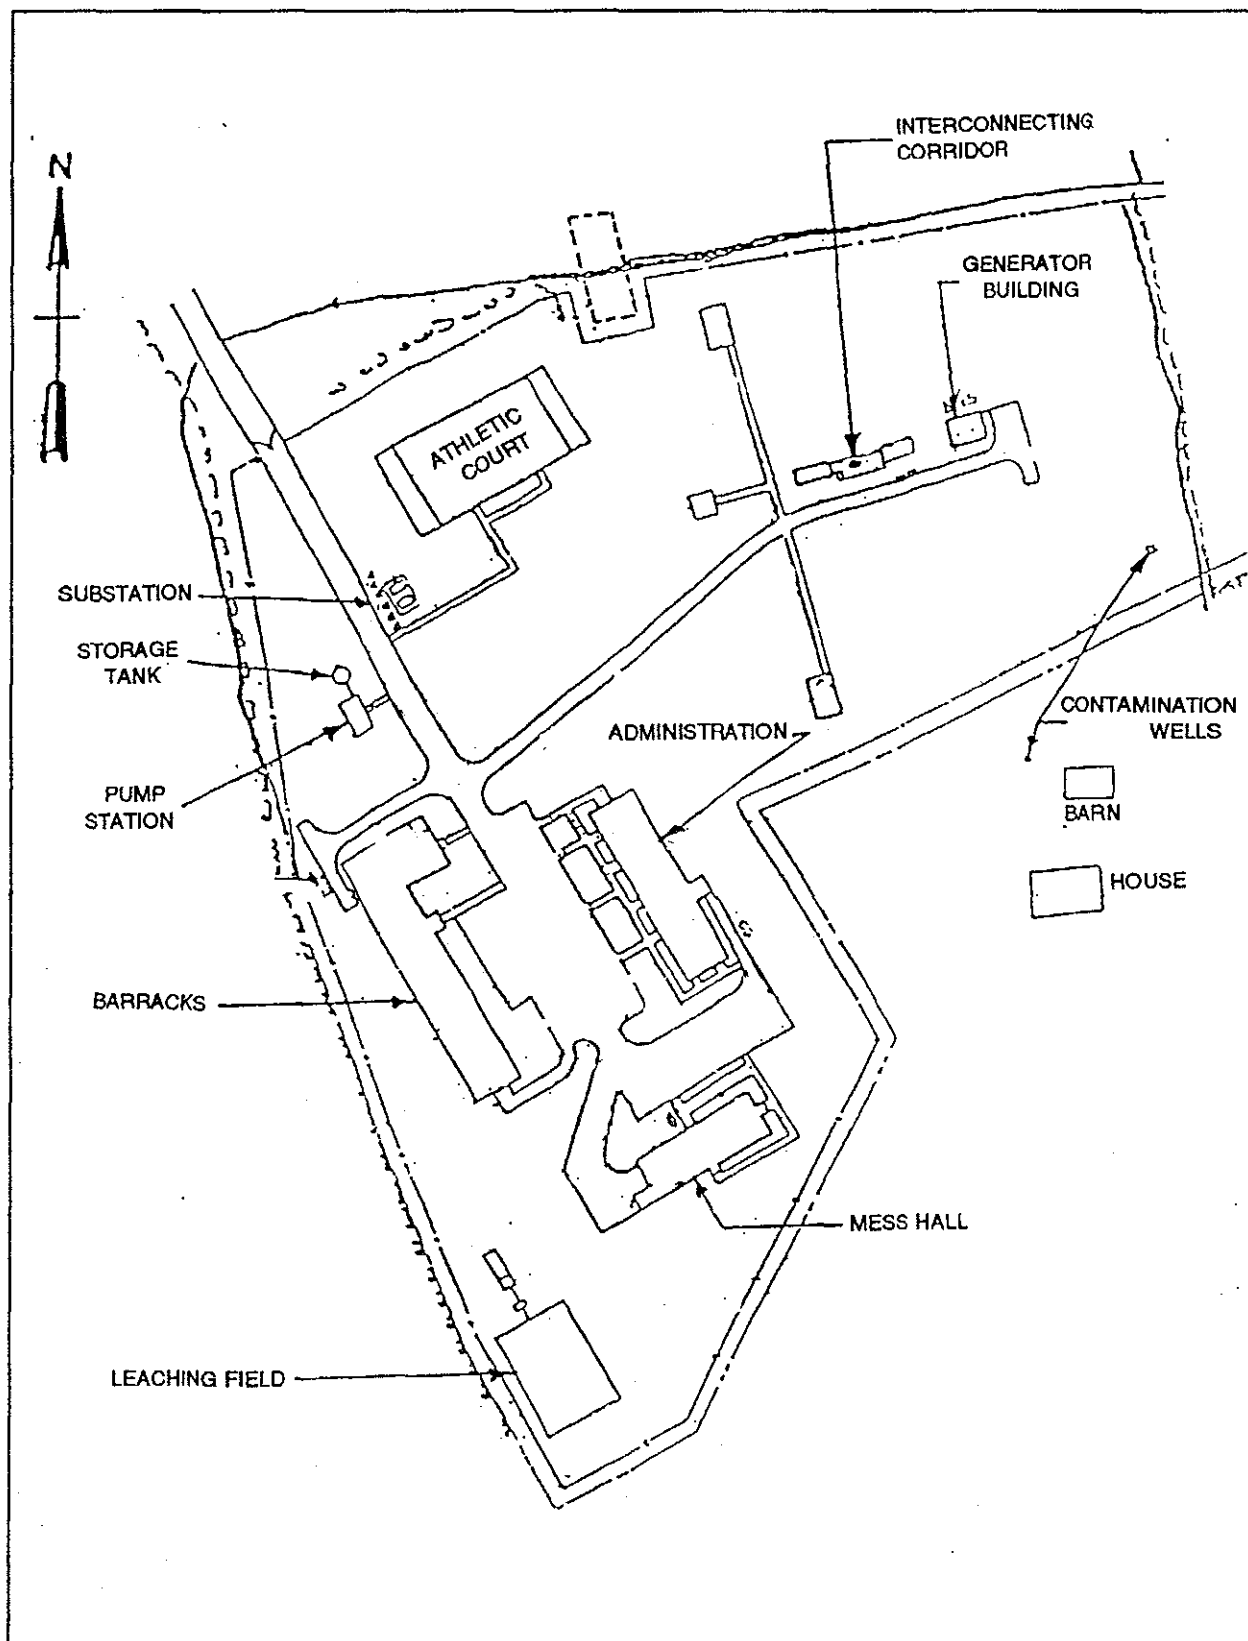 N
INTERCONNECTING
CORRIDOR
GENERATOR
BUILDING
ATHLETIC
COURT
SUBSTATION
STORAGE
TANK
PUMP
STATION
ADMINISTRATION
CONTAMINATION
WELLS
BARN
HOUSE
BARRACKS
MESS HALL
LEACHING FIELD